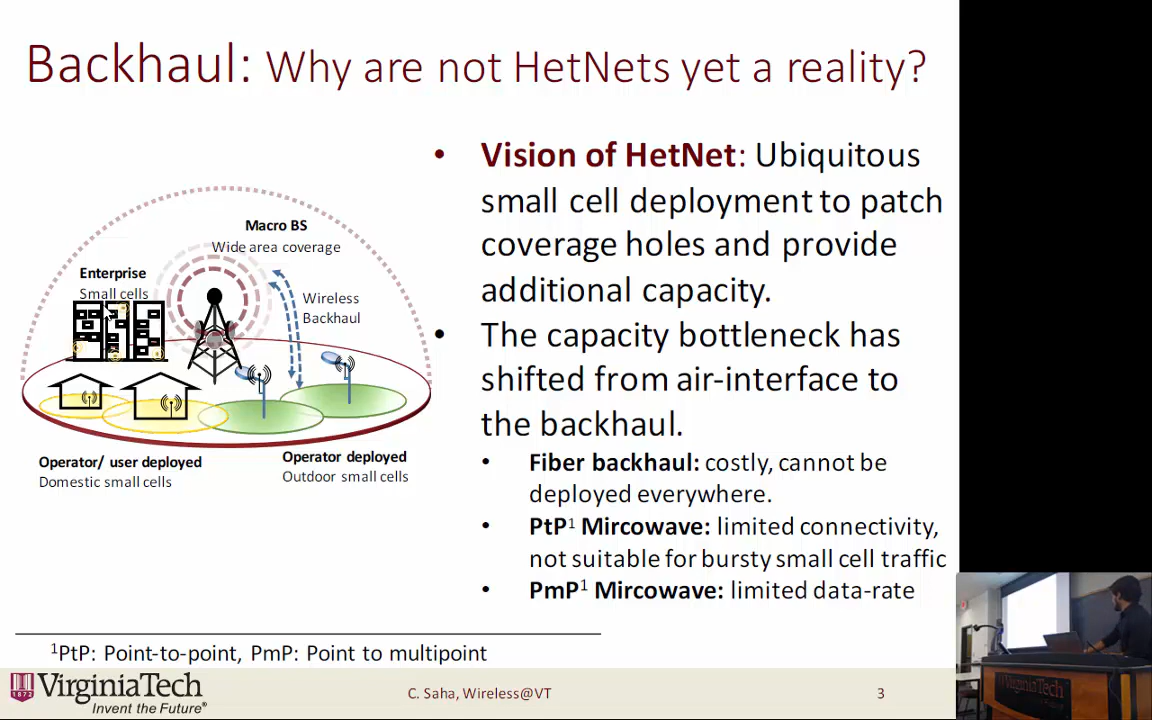 Backhaul: Why are not HetNets yet a reality?
Macro BS
Wide area coverage
Enterprise
Small cells
Wireless
Backhaul
Operator/ user deployed
Domestic small cells
Operator deployed
Outdoor small cells
• Vision of HetNet: Ubiquitous
small cell deployment to patch
coverage holes and provide
additional capacity.
• The capacity bottleneck has
shifted from air-interface to
the backhaul.
• Fiber backhaul: costly, cannot be
deployed everywhere.
• PtP¹ Mircowave: limited connectivity,
not suitable for bursty small cell traffic
• PmP¹ Mircowave: limited data-rate
¹PtP: Point-to-point, PmP: Point to multipoint
1872
VirginiaTech
Invent the Future®
C. Saha, Wireless@VT
3
VirginiaTech